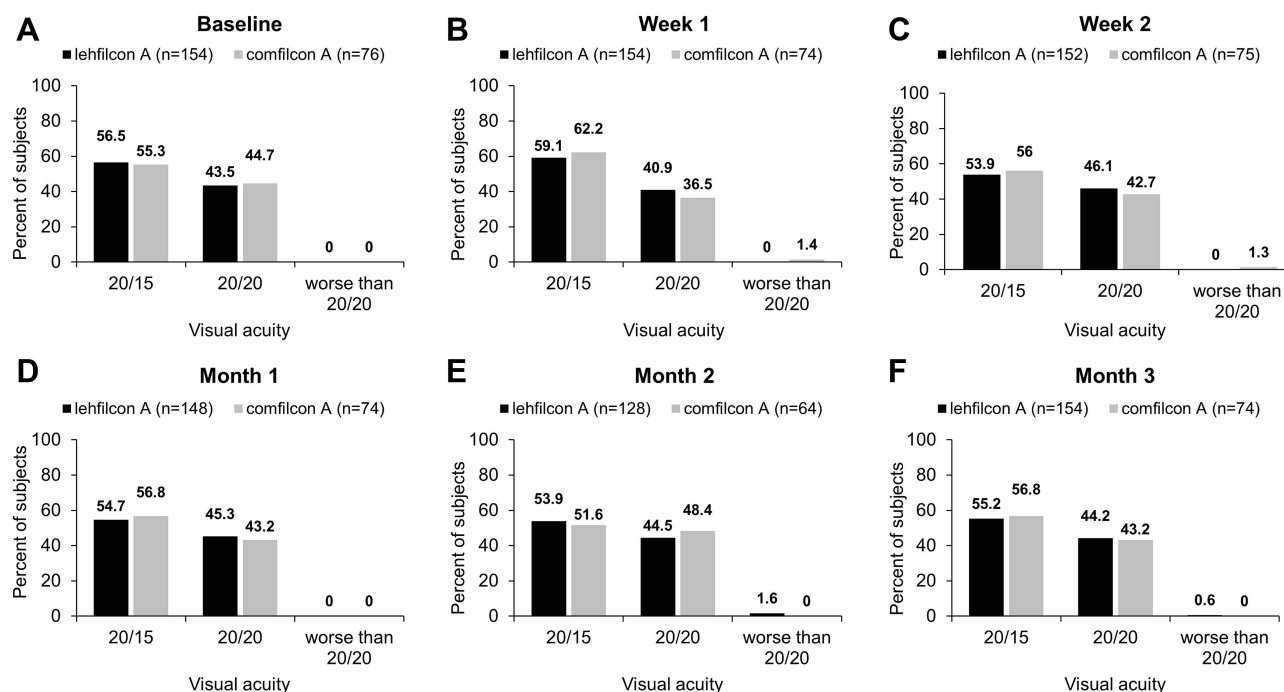 A
Baseline
lehfilcon A (n=154) comfilcon A (n=76)
Percent of subjects
100
80
60
40
20
0
56.5
55.3
43.5
44.7
0
0
20/15
20/20
worse than
20/20
Visual acuity
B
Week 1
lehfilcon A (n=154) comfilcon A (n=74)
Percent of subjects
100
80
60
40
20
0
59.1
62.2
40.9
36.5
0
1.4
20/15
20/20
worse than
20/20
Visual acuity
C
Week 2
lehfilcon A (n=152) comfilcon A (n=75)
Percent of subjects
100
80
60
40
20
0
53.9
56
46.1
42.7
0
1.3
20/15
20/20
worse than
20/20
Visual acuity
D
Month 1
lehfilcon A (n=148) comfilcon A (n=74)
Percent of subjects
100
80
60
40
20
0
54.7
56.8
45.3
43.2
0
0
20/15
20/20
worse than
20/20
Visual acuity
E
Month 2
lehfilcon A (n=128) comfilcon A (n=64)
Percent of subjects
100
80
60
40
20
0
53.9
51.6
44.5
48.4
1.6
0
20/15
20/20
worse than
20/20
Visual acuity
F
Month 3
lehfilcon A (n=154) comfilcon A (n=74)
Percent of subjects
100
80
60
40
20
0
55.2
56.8
44.2
43.2
0.6
0
20/15
20/20
worse than
20/20
Visual acuity